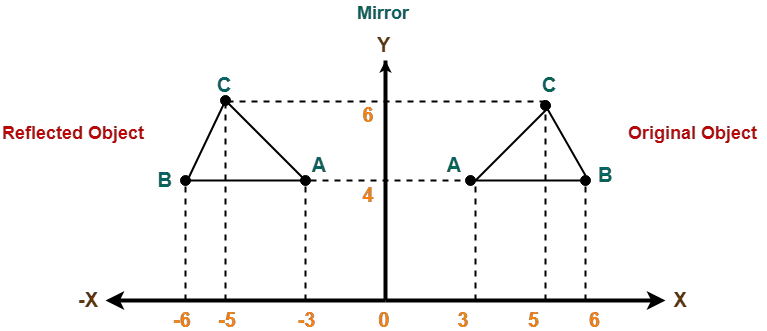 Mirror
Y
C
C
6
Reflected Object
Original Object
B
A
A
B
4
-X
X
-6 -5 -3 0 3 5 6